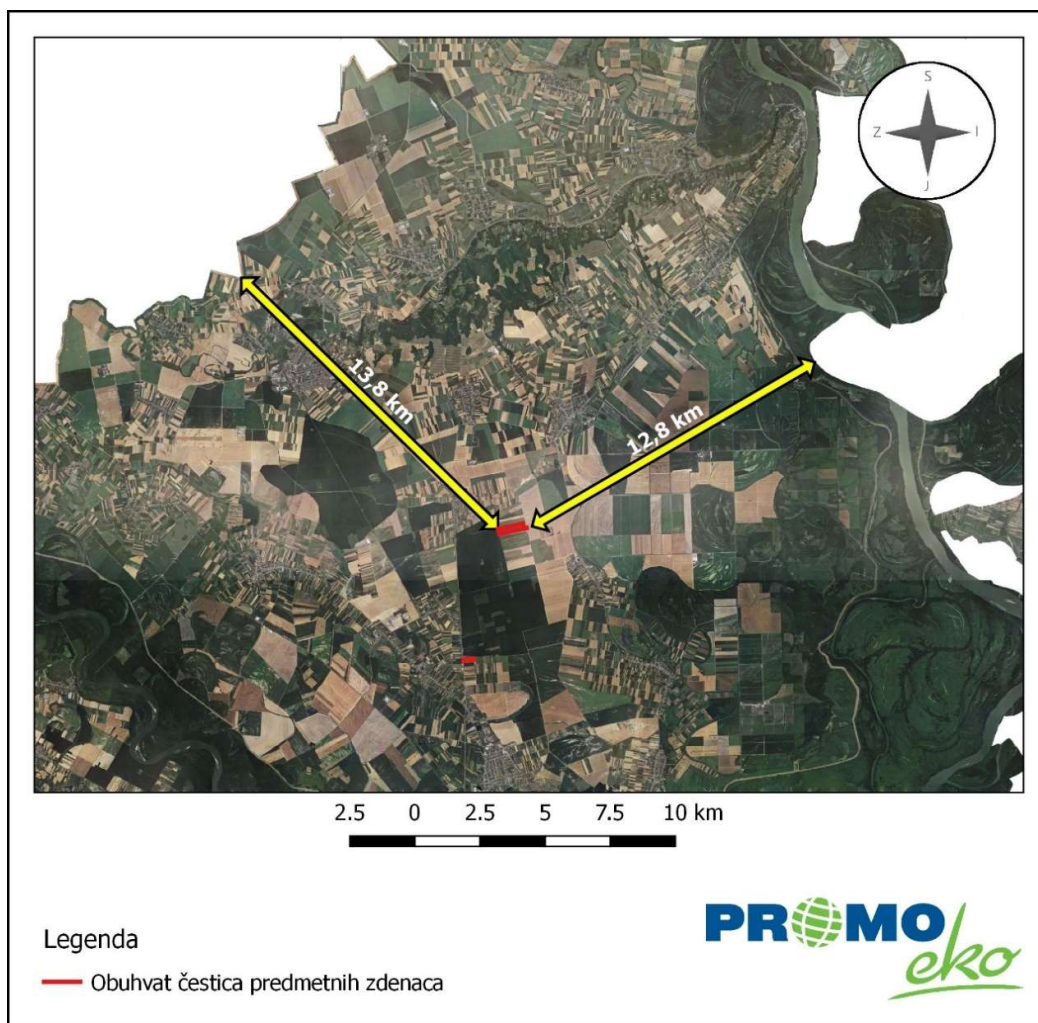 S
Z I
J
13,8 km
12,8 km
2.5 0 2.5 5 7.5 10 km
PROMO
eko
Legenda
Obuhvat čestica predmetnih zdenaca